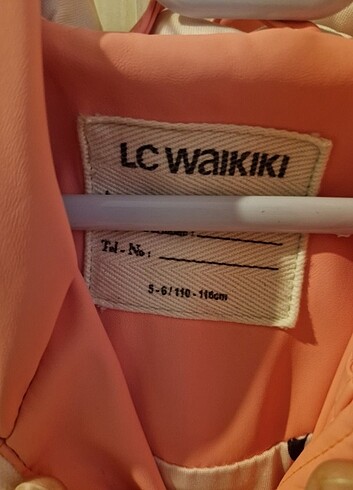 LC WAIKIKI
Tel - No :
5 - 6 / 110 - 116cm